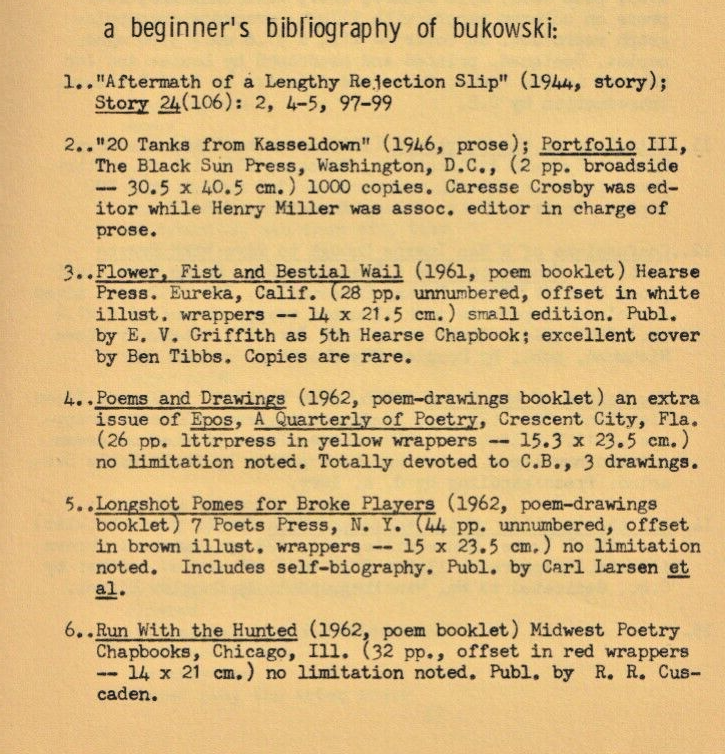 a beginner's bibliography of bukowski:
1.."Aftermath of a Lengthy Rejection Slip" (1944, story);
Story 24(106): 2, 4-5, 97-99
2.."20 Tanks from Kasseldown" (1946, prose); Portfolio III,
The Black Sun Press, Washington, D.C., (2 pp. broadside
-- 30.5 x 40.5 cm.) 1000 copies. Caresse Crosby was ed-
itor while Henry Miller was assoc. editor in charge of
prose.
3..Flower, Fist and Bestial Wail (1961, poem booklet) Hearse
Press. Eureka, Calif. (28 pp. unnumbered, offset in white
illust. wrappers -- 14 x 21.5 cm.) small edition. Publ.
by E. V. Griffith as 5th Hearse Chapbook; excellent cover
by Ben Tibbs. Copies are rare.
4..Poems and Drawings (1962, poem-drawings booklet) an extra
issue of Epos, A Quarterly of Poetry, Crescent City, Fla.
(26 pp. lttrpress in yellow wrappers -- 15.3 x 23.5 cm.)
no limitation noted. Totally devoted to C.B., 3 drawings.
5..Longshot Pomes for Broke Players (1962, poem-drawings
booklet) 7 Poets Press, N. Y. (44 pp. unnumbered, offset
in brown illust. wrappers -- 15 x 23.5 cm.) no limitation
noted.  Includes self-biography. Publ. by Carl Larsen et
al.
6..Run With the Hunted (1962, poem booklet) Midwest Poetry
Chapbooks, Chicago, Ill. (32 pp., offset in red wrappers
-- 14 x 21 cm.) no limitation noted. Publ. by  R. R. Cus-
caden.